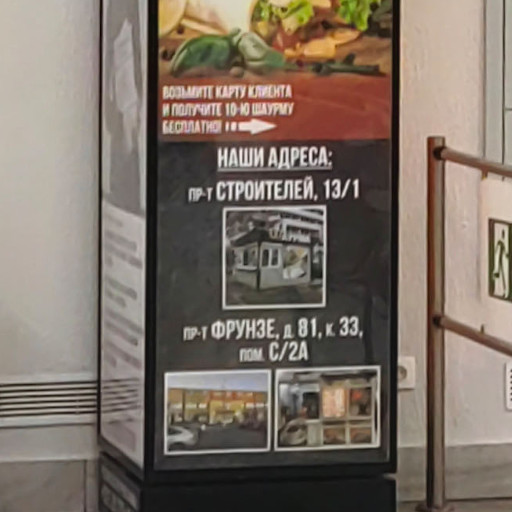 ВОЗЬМИТЕ КАРТУ КЛИЕНТА
И ПОЛУЧИТЕ 10-Ю ШАУРМУ
БЕСПЛАТНО!
НАШИ АДРЕСА:
ПР-Т СТРОИТЕЛЕЙ, 13/1
ПР-Т ФРУНЗЕ, Д. 81, К. 33,
ПОМ. С/2А